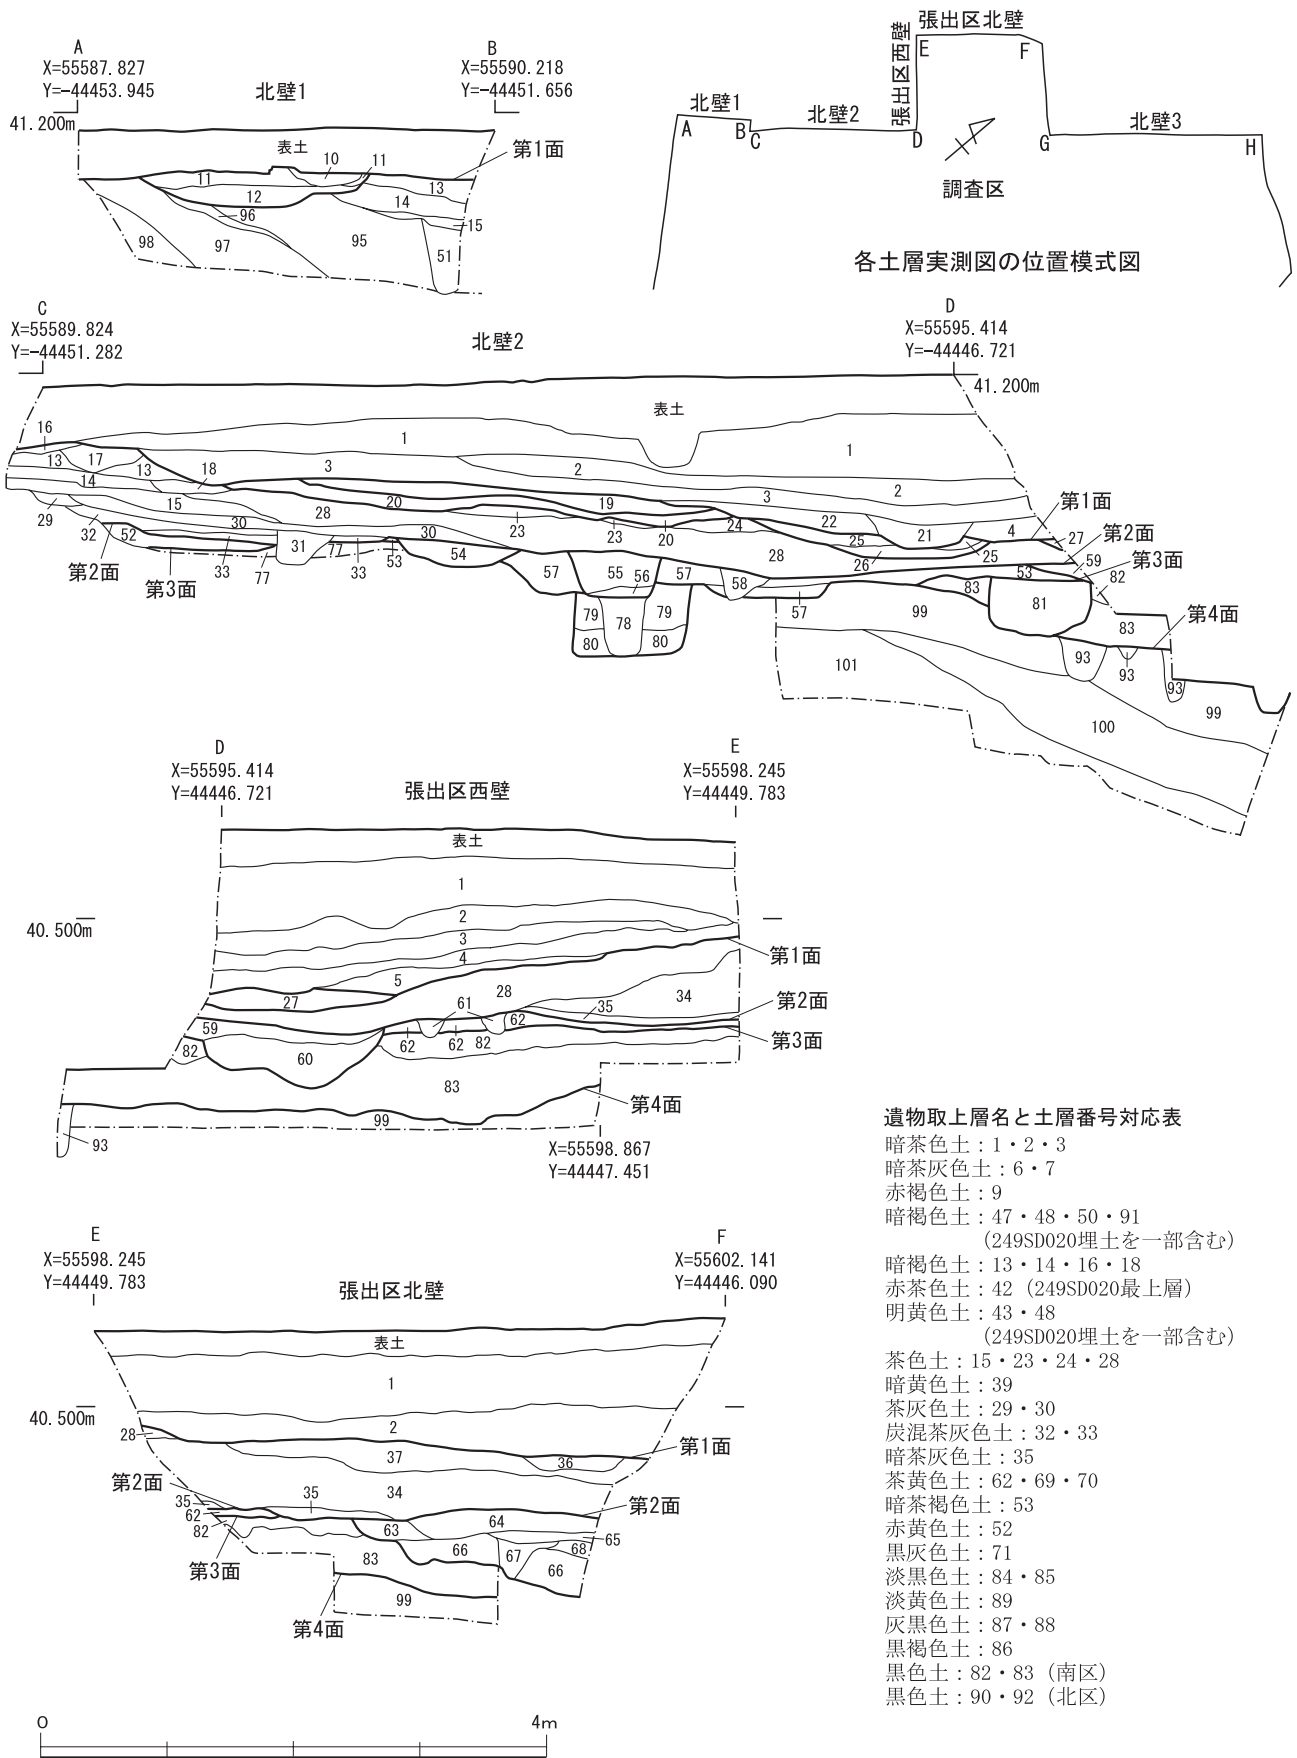 A
X=55587.827
Y=-44453.945
北壁1
B
X=55590.218
Y=-44451.656
41.200m
表土
第1面
10
11
11
13
12
14
96
15
98
97
95
51
張出区北壁
張出区西壁
E
F
北壁1
北壁2
北壁3
A
B
C
D
G
H
調査区
各土層実測図の位置模式図
C
X=55589.824
Y=-44451.282
北壁2
D
X=55595.414
Y=-44446.721
41.200m
表土
16
1
1
13
17
13
18
3
2
2
14
3
第1面
15
20
19
29
28
22
21
4
第2面
32
52
30
23
24
27
30
23
20
25
25
59
第3面
31
77
54
28
26
53
82
第2面
33
53
57
55
56
57
58
83
81
第3面
77
33
57
99
83
第4面
79
78
79
80
80
101
93
93
93
99
100
D
X=55595.414
Y=44446.721
張出区西壁
E
X=55598.245
Y=44449.783
表土
1
40.500m
2
3
4
第1面
5
27
28
34
61
35
第2面
59
62
82
60
62
62
82
第3面
83
第4面
99
93
X=55598.867
Y=44447.451
E
X=55598.245
Y=44449.783
張出区北壁
F
X=55602.141
Y=44446.090
表土
1
40.500m
2
28
第1面
37
36
第2面
35
35
34
第2面
62
64
82
63
65
第3面
83
66
67
68
66
99
第4面
0
4m
遺物取上層名と土層番号対応表
暗茶色土：1・2・3
暗茶灰色土：6・7
赤褐色土：9
暗褐色土：47・48・50・91
（249SD020埋土を一部含む）
暗褐色土：13・14・16・18
赤茶色土：42（249SD020最上層）
明黄色土：43・48
（249SD020埋土を一部含む）
茶色土：15・23・24・28
暗黄色土：39
茶灰色土：29・30
炭混茶灰色土：32・33
暗茶灰色土：35
茶黄色土：62・69・70
暗茶褐色土：53
赤黄色土：52
黒灰色土：71
淡黒色土：84・85
淡黄色土：89
灰黒色土：87・88
黒褐色土：86
黒色土：82・83（南区）
黒色土：90・92（北区）